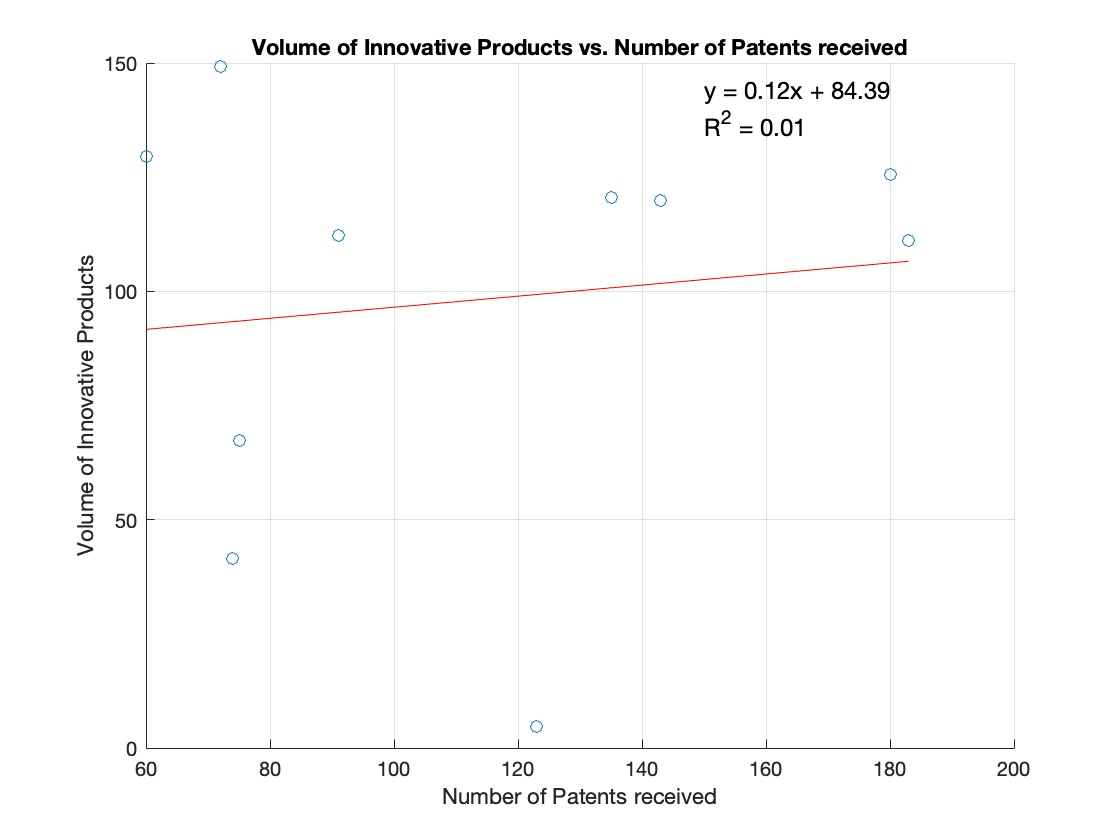 Volume of Innovative Products vs. Number of Patents received
y = 0.12x + 84.39
R² = 0.01
150
100
50
0
Volume of Innovative Products
60 80 100 120 140 160 180 200
Number of Patents received